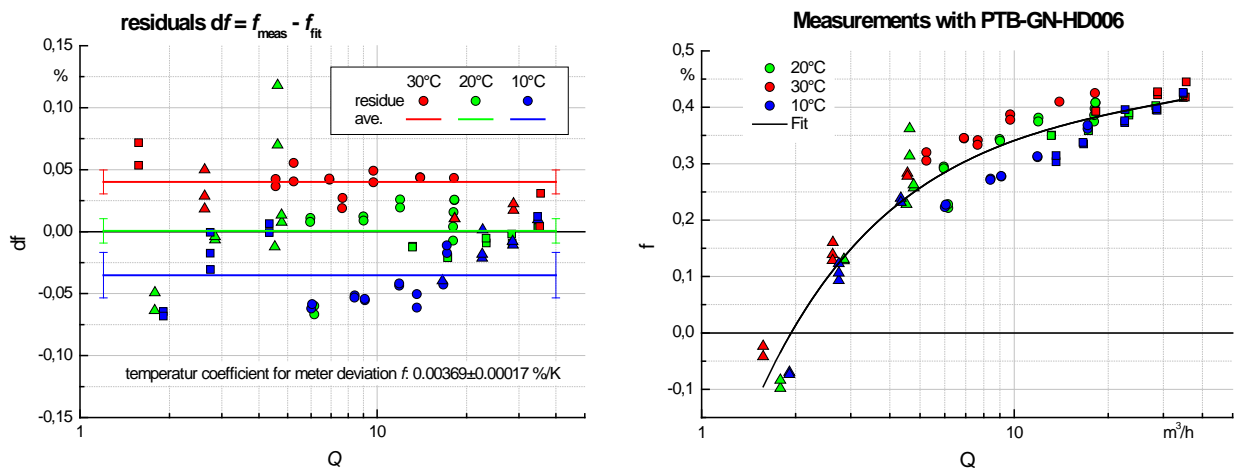 residuals df = f_meas - f_fit
0,15
%
0,10
0,05
0,00
-0,05
-0,10
-0,15
df
30°C 20°C 10°C
residue
ave.
temperatur coefficient for meter deviation f: 0.00369±0.00017 %/K
1
10
Q
Measurements with PTB-GN-HD006
0,5
%
0,4
0,3
0,2
0,1
0,0
-0,1
f
20°C
30°C
10°C
Fit
1
10
m³/h
Q